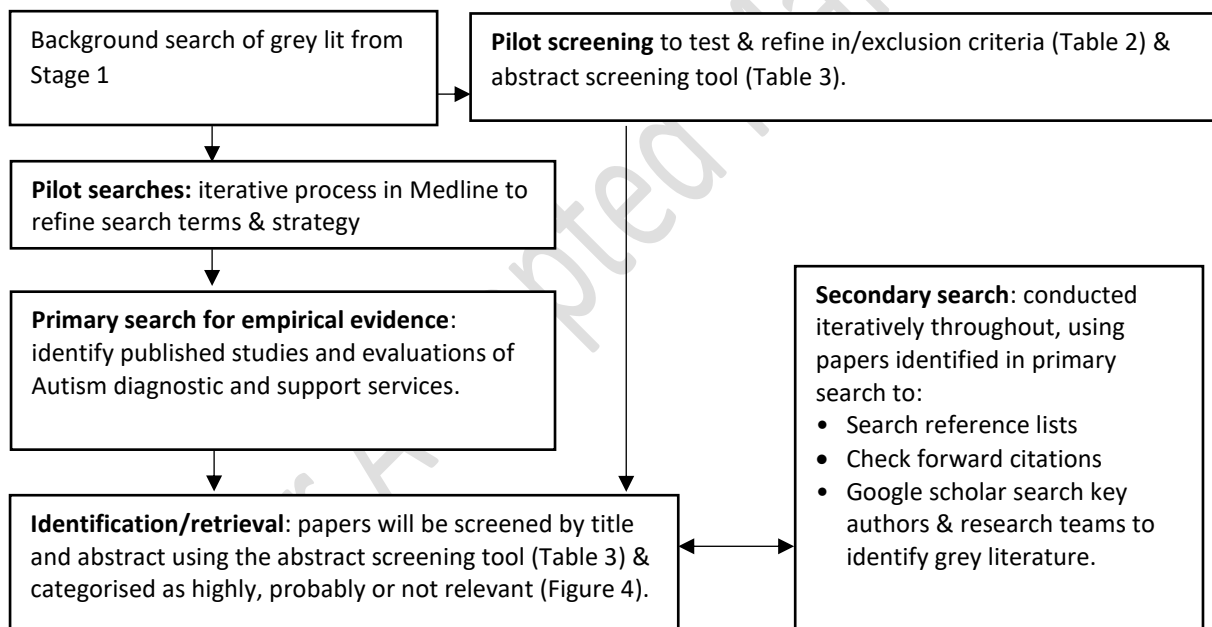 Background search of grey lit from
Stage 1
Pilot screening to test & refine in/exclusion criteria (Table 2) &
abstract screening tool (Table 3).
Pilot searches: iterative process in Medline to
refine search terms & strategy
Primary search for empirical evidence:
identify published studies and evaluations of
Autism diagnostic and support services.
Secondary search: conducted
iteratively throughout, using
papers identified in primary
search to:
• Search reference lists
• Check forward citations
• Google scholar search key
authors & research teams to
identify grey literature.
Identification/retrieval: papers will be screened by title
and abstract using the abstract screening tool (Table 3) &
categorised as highly, probably or not relevant (Figure 4).